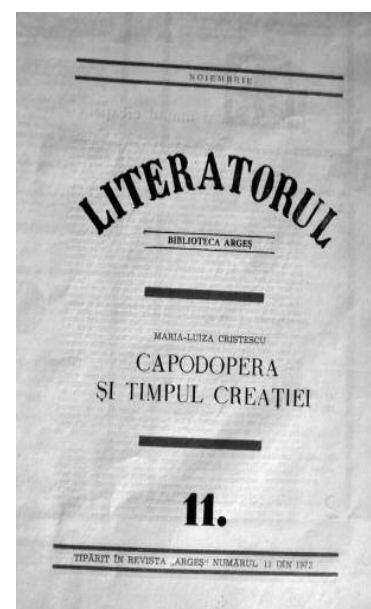 NOIEMBRIE
LITERATORUL
BIBLIOTECA ARGEȘ
MARIA-LUIZA CRISTESCU
CAPODOPERA
ȘI TIMPUL CREAȚIEI
11.
TIPĂRIT ÎN REVISTA „ARGEȘ“ NUMĂRUL 11 DIN 1972